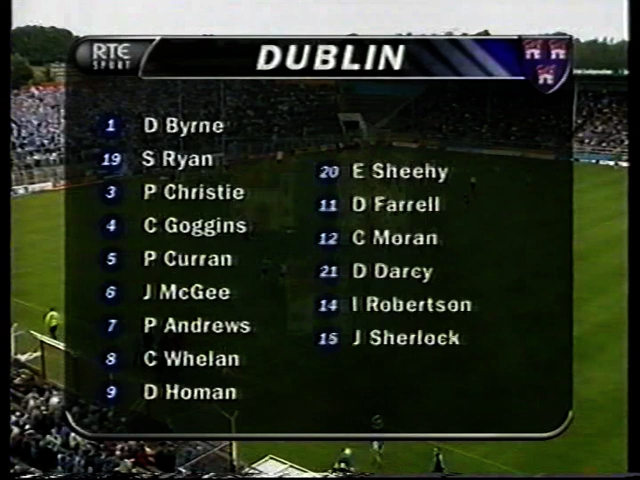 RTE
SPORT
DUBLIN
1 D Byrne
19 S Ryan
3 P Christie
4 C Goggins
5 P Curran
6 J McGee
7 P Andrews
8 C Whelan
9 D Homan
20 E Sheehy
11 D Farrell
12 C Moran
21 D Darcy
14 I Robertson
15 J Sherlock